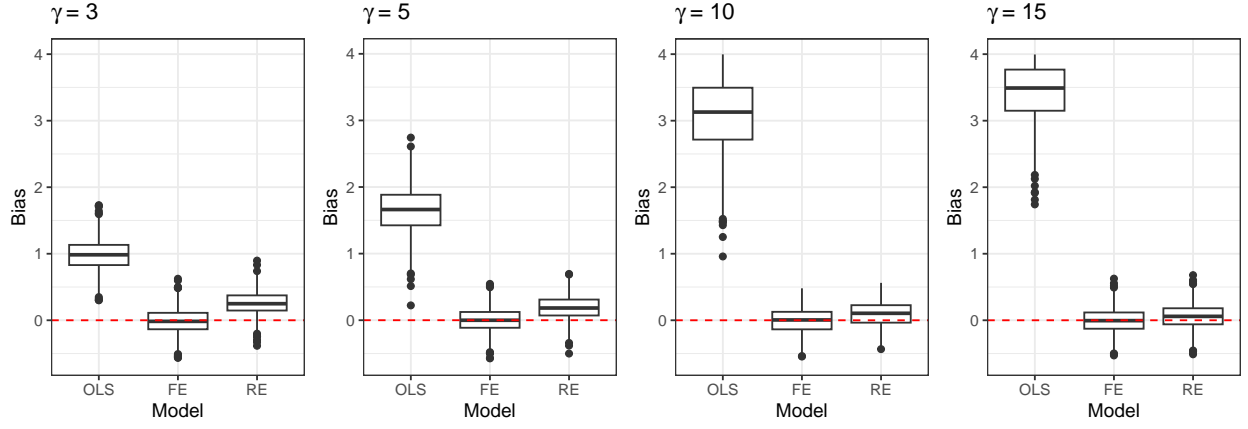 γ = 3
4
3
2
1
0
Bias
OLS
FE
RE
Model
γ = 5
4
3
2
1
0
Bias
OLS
FE
RE
Model
γ = 10
4
3
2
1
0
Bias
OLS
FE
RE
Model
γ = 15
4
3
2
1
0
Bias
OLS
FE
RE
Model